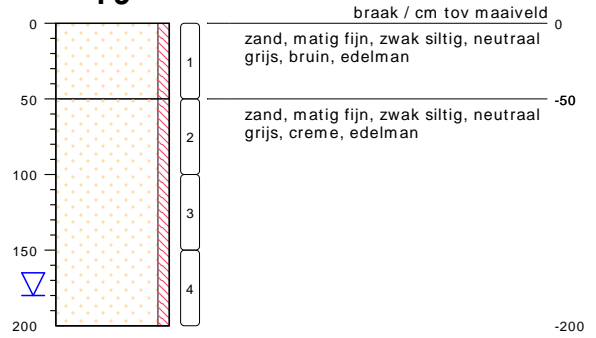 braak / cm tov maaiveld
0
0
zand, matig fijn, zwak siltig, neutraal
grijs, bruin, edelman
1
50
-50
zand, matig fijn, zwak siltig, neutraal
grijs, creme, edelman
2
100
3
150
4
200
-200